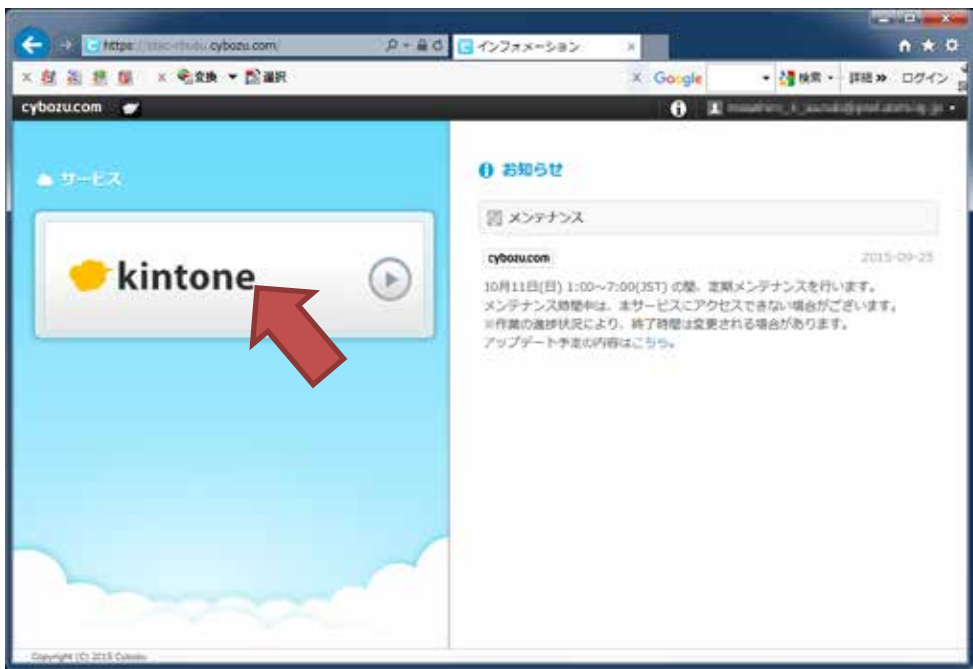 https://
cybozu.com/
インフォメーション
変換
選択
Google
検索
詳細 »
ログイン
cybozu.com
サービス
kintone
お知らせ
メンテナンス
cybozu.com
2015-09-25
10月11日(日) 1:00～7:00(JST) の間、定期メンテナンスを行います。
メンテナンス時間中は、本サービスにアクセスできない場合がございます。
※作業の進捗状況により、終了時間は変更される場合があります。
アップデート予定の内容はこちら。
Copyright (C) 2015 Cybozu